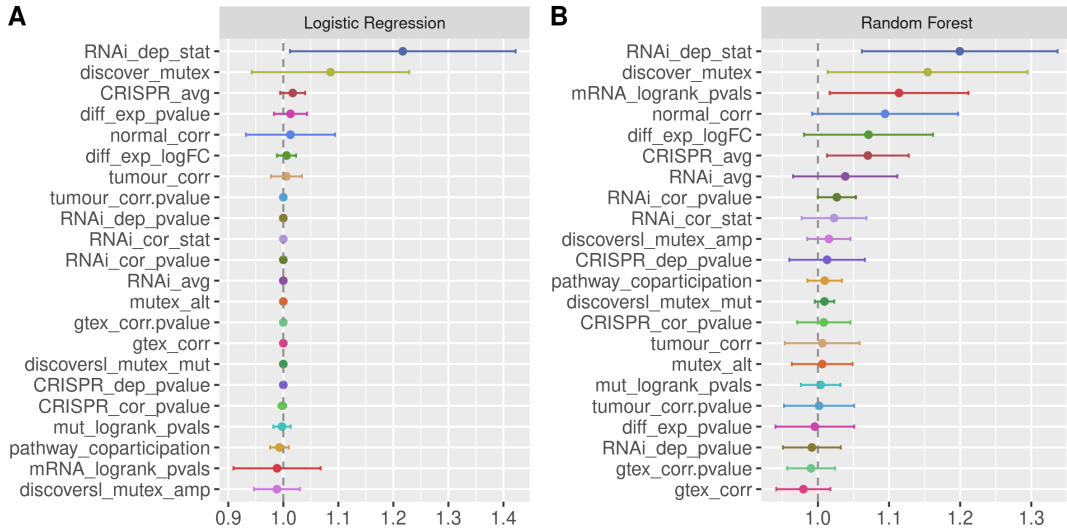 A
Logistic Regression
RNAi_dep_stat
discover_mutex
CRISPR_avg
diff_exp_pvalue
normal_corr
diff_exp_logFC
tumour_corr
tumour_corr.pvalue
RNAi_dep_pvalue
RNAi_cor_stat
RNAi_cor_pvalue
RNAi_avg
mutex_alt
gtex_corr.pvalue
gtex_corr
discoversl_mutex_mut
CRISPR_dep_pvalue
CRISPR_cor_pvalue
mut_logrank_pvals
pathway_coparticipation
mRNA_logrank_pvals
discoversl_mutex_amp
0.9 1.0 1.1 1.2 1.3 1.4
B
Random Forest
RNAi_dep_stat
discover_mutex
mRNA_logrank_pvals
normal_corr
diff_exp_logFC
CRISPR_avg
RNAi_avg
RNAi_cor_pvalue
RNAi_cor_stat
discoversl_mutex_amp
CRISPR_dep_pvalue
pathway_coparticipation
discoversl_mutex_mut
CRISPR_cor_pvalue
tumour_corr
mutex_alt
mut_logrank_pvals
tumour_corr.pvalue
diff_exp_pvalue
RNAi_dep_pvalue
gtex_corr.pvalue
gtex_corr
1.0 1.1 1.2 1.3